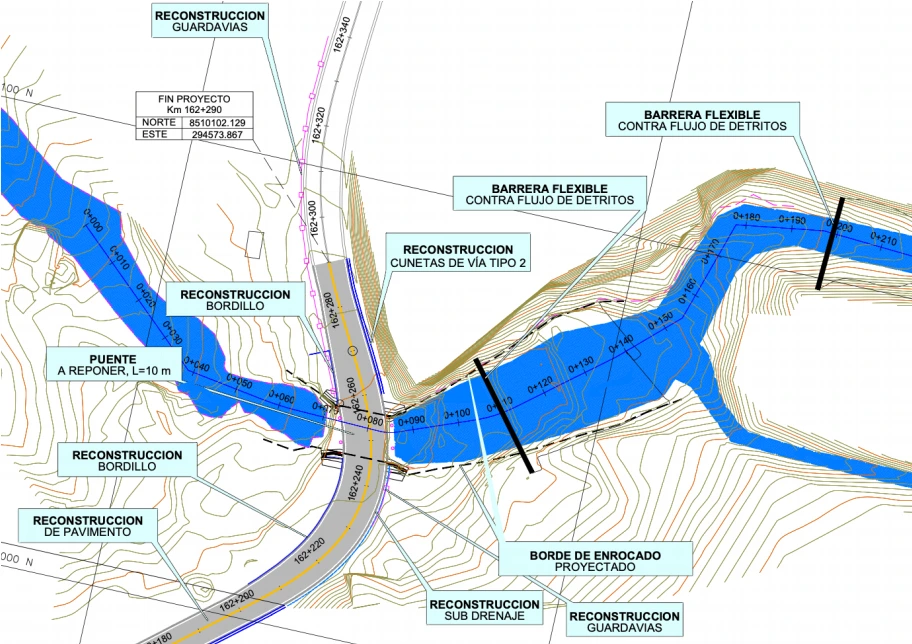 RECONSTRUCCION
GUARDAVIAS
162+340
100 N
FIN PROYECTO
Km 162+290
NORTE 8510102.129
ESTE 294573.867
162+320
BARRERA FLEXIBLE
CONTRA FLUJO DE DETRITOS
BARRERA FLEXIBLE
CONTRA FLUJO DE DETRITOS
162+300
0+000
0+010
0+020
0+030
0+040
0+050
0+060
0+080
0+090
0+100
0+120
0+130
0+140
0+150
0+160
0+170
0+180
0+190
0+200
0+210
RECONSTRUCCION
CUNETAS DE VÍA TIPO 2
RECONSTRUCCION
BORDILLO
162+280
PUENTE
A REPONER, L=10 m
162+260
RECONSTRUCCION
BORDILLO
162+240
RECONSTRUCCION
DE PAVIMENTO
162+220
BORDE DE ENROCADO
PROYECTADO
000 N
162+200
RECONSTRUCCION
SUB DRENAJE
RECONSTRUCCION
GUARDAVIAS
+180